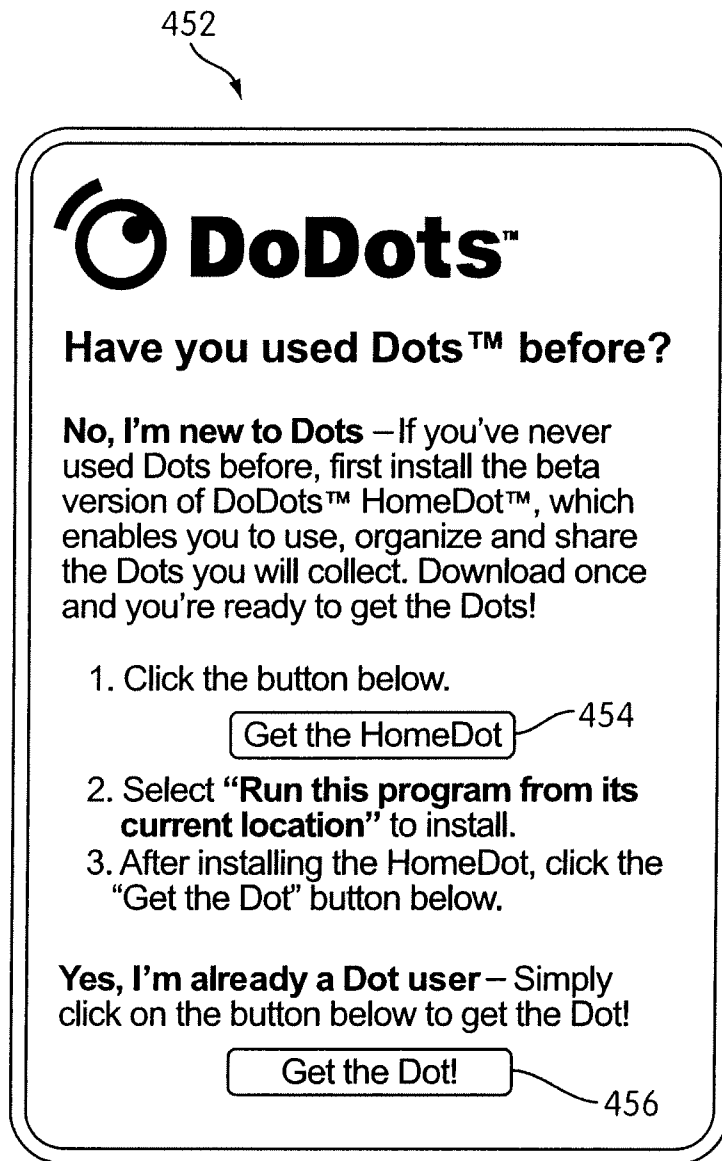 452
DoDots™
Have you used Dots™ before?
No, I'm new to Dots – If you've never
used Dots before, first install the beta
version of DoDots™ HomeDot™, which
enables you to use, organize and share
the Dots you will collect. Download once
and you're ready to get the Dots!
1. Click the button below.
Get the HomeDot 454
2. Select “Run this program from its
current location” to install.
3. After installing the HomeDot, click the
“Get the Dot” button below.
Yes, I'm already a Dot user – Simply
click on the button below to get the Dot!
Get the Dot!
456